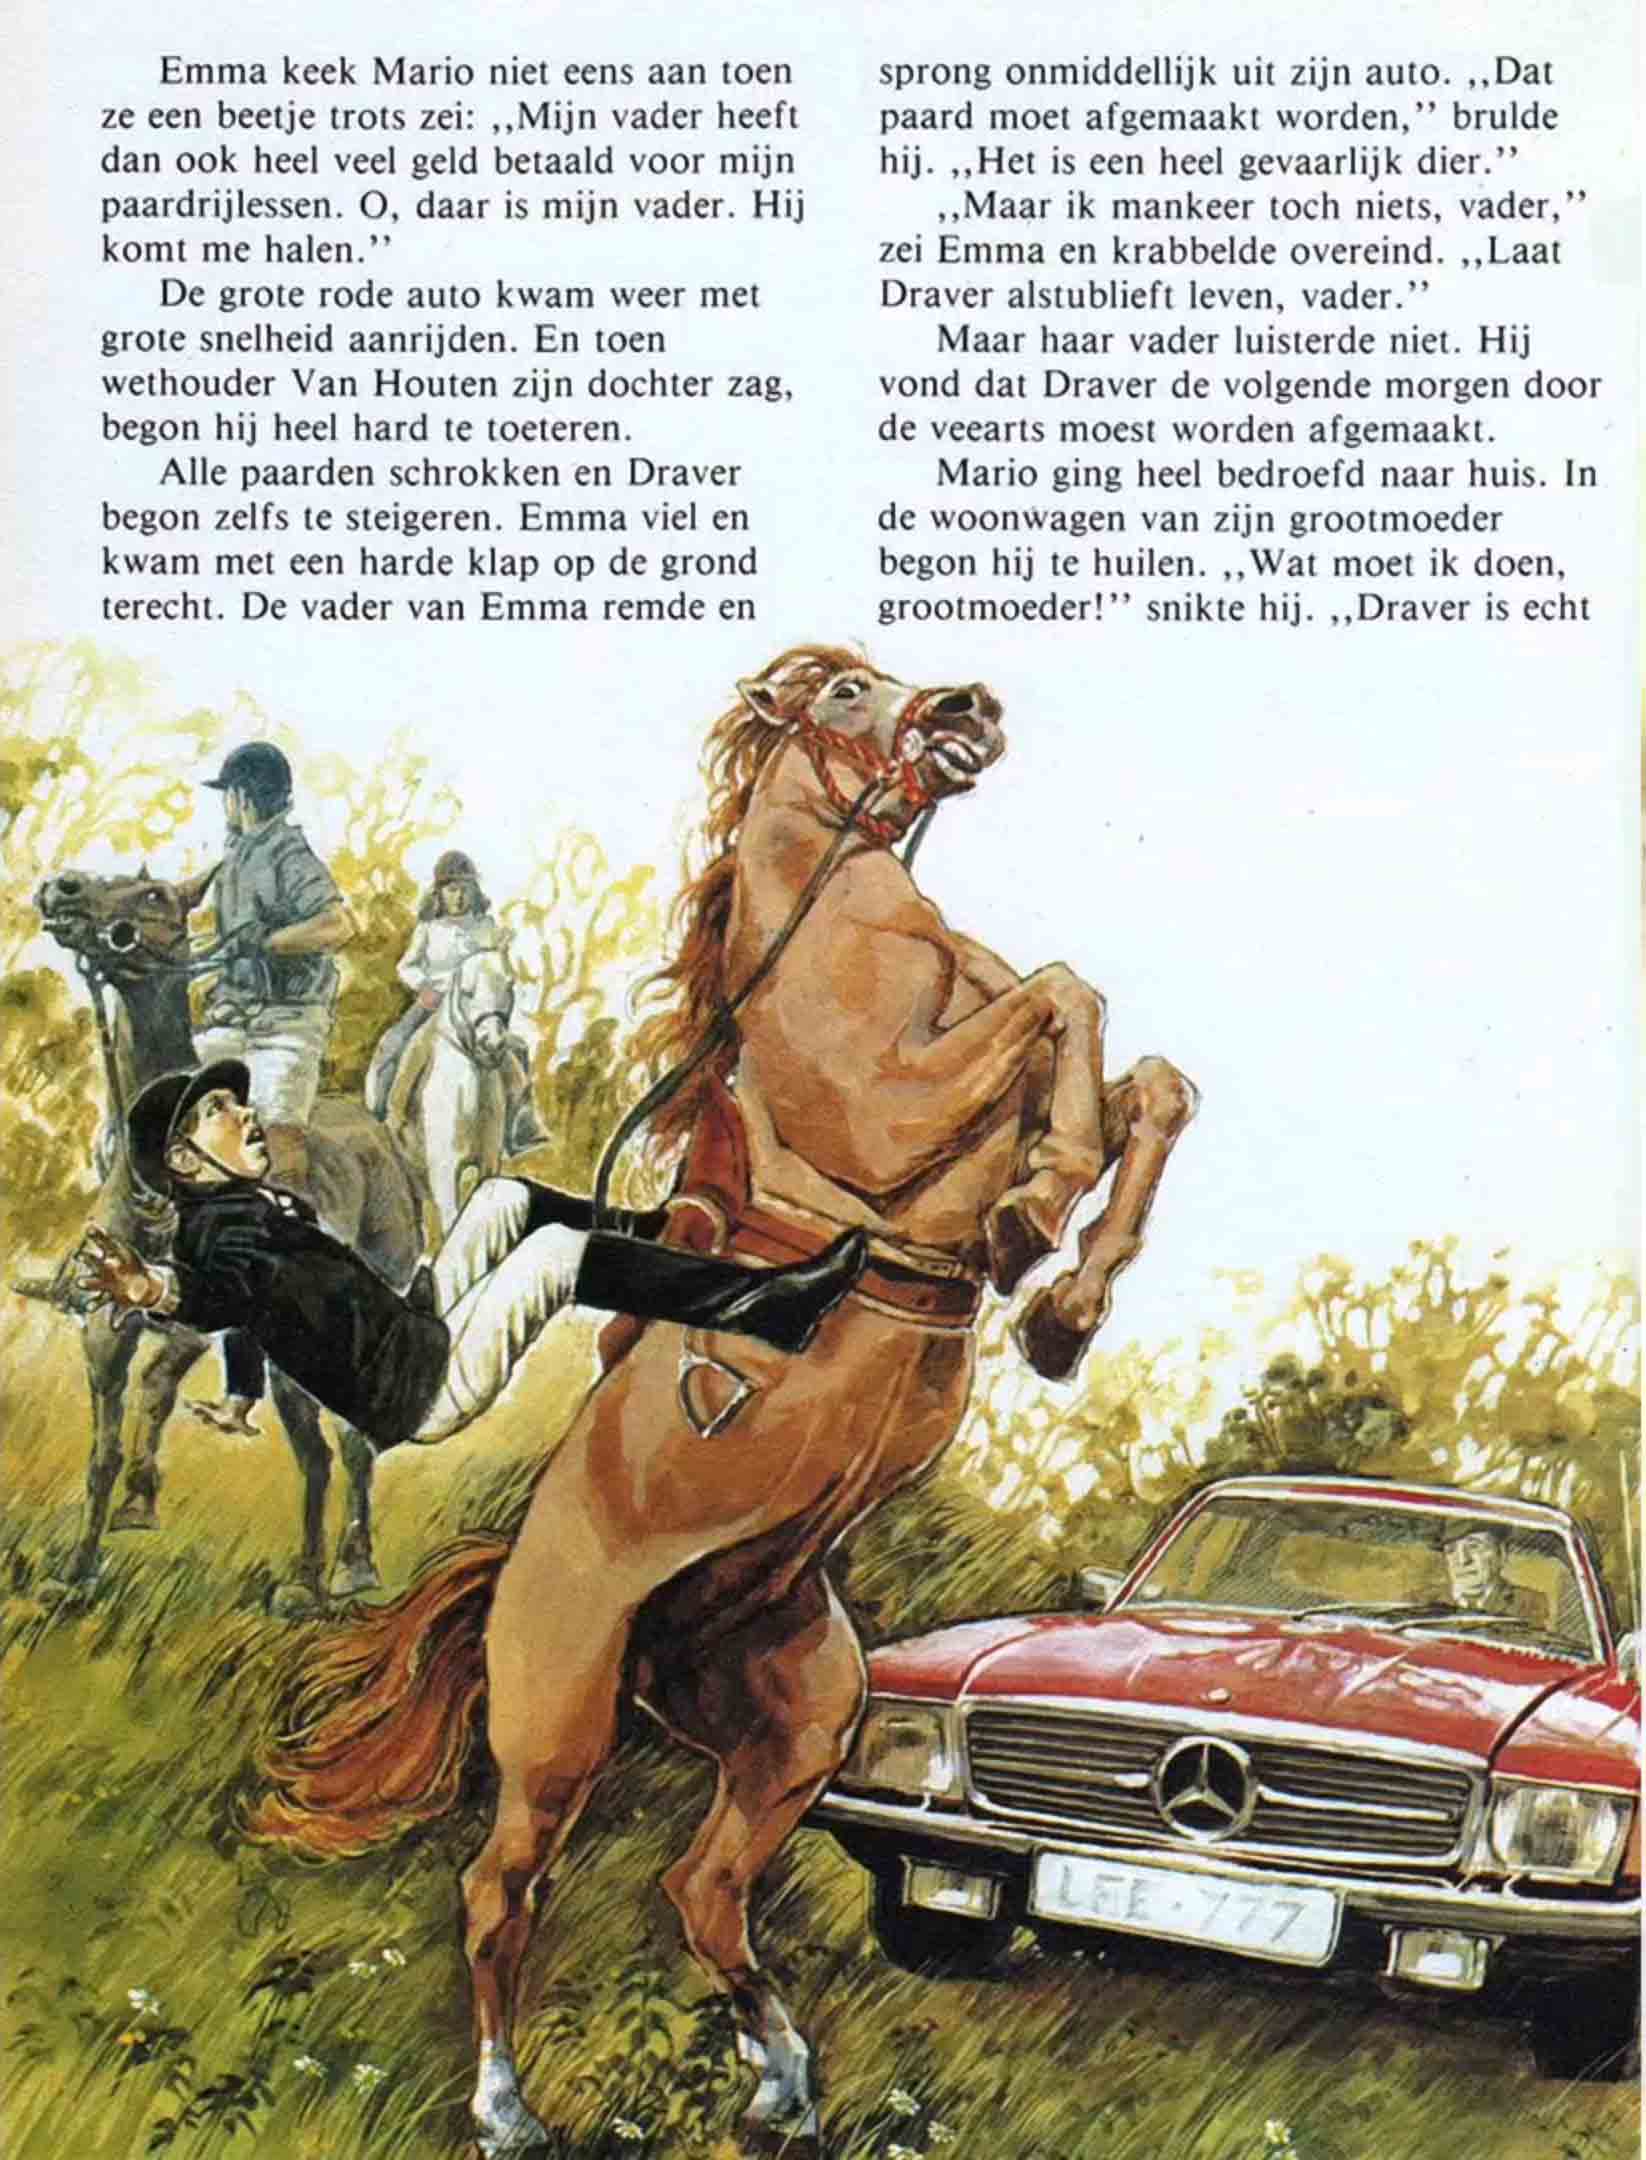 Emma keek Mario niet eens aan toen
ze een beetje trots zei: ,,Mijn vader heeft
dan ook heel veel geld betaald voor mijn
paardrijlessen. O, daar is mijn vader. Hij
komt me halen.’’
De grote rode auto kwam weer met
grote snelheid aanrijden. En toen
wethouder Van Houten zijn dochter zag,
begon hij heel hard te toeteren.
Alle paarden schrokken en Draver
begon zelfs te steigeren. Emma viel en
kwam met een harde klap op de grond
terecht. De vader van Emma remde en
sprong onmiddellijk uit zijn auto. ,,Dat
paard moet afgemaakt worden,’’ brulde
hij. ,,Het is een heel gevaarlijk dier.’’
,,Maar ik mankeer toch niets, vader,’’
zei Emma en krabbelde overeind. ,,Laat
Draver alstublieft leven, vader.’’
Maar haar vader luisterde niet. Hij
vond dat Draver de volgende morgen door
de veearts moest worden afgemaakt.
Mario ging heel bedroefd naar huis. In
de woonwagen van zijn grootmoeder
begon hij te huilen. ,,Wat moet ik doen,
grootmoeder!’’ snikte hij. ,,Draver is echt
LFE·777